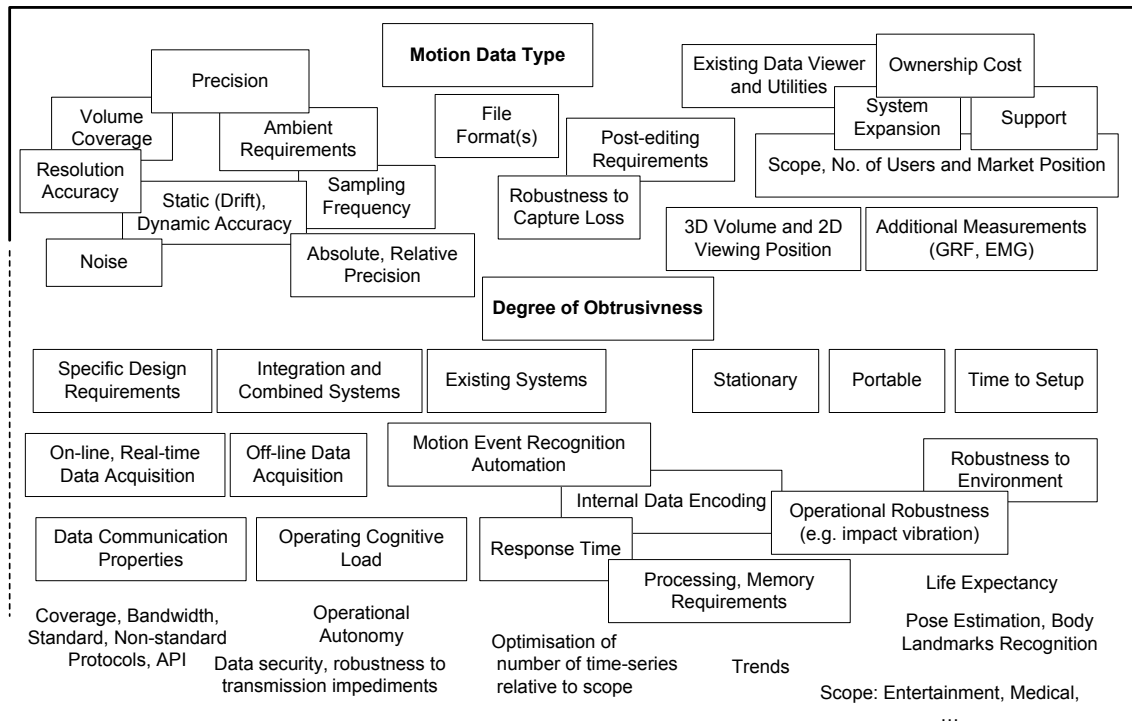 Motion Data Type
Existing Data Viewer
and Utilities
Ownership Cost
Precision
Volume
Coverage
Ambient
Requirements
File
Format(s)
Post-editing
Requirements
System
Expansion
Support
Resolution
Accuracy
Sampling
Frequency
Robustness to
Capture Loss
Scope, No. of Users and Market Position
Static (Drift),
Dynamic Accuracy
3D Volume and 2D
Viewing Position
Additional Measurements
(GRF, EMG)
Noise
Absolute, Relative
Precision
Degree of Obtrusivness
Specific Design
Requirements
Integration and
Combined Systems
Existing Systems
Stationary
Portable
Time to Setup
On-line, Real-time
Data Acquisition
Off-line Data
Acquisition
Motion Event Recognition
Automation
Robustness to
Environment
Internal Data Encoding
Operational Robustness
(e.g. impact vibration)
Data Communication
Properties
Operating Cognitive
Load
Response Time
Processing, Memory
Requirements
Life Expectancy
Coverage, Bandwidth,
Standard, Non-standard
Protocols, API
Operational
Autonomy
Data security, robustness to
transmission impediments
Optimisation of
number of time-series
relative to scope
Trends
Pose Estimation, Body
Landmarks Recognition
Scope: Entertainment, Medical,
...